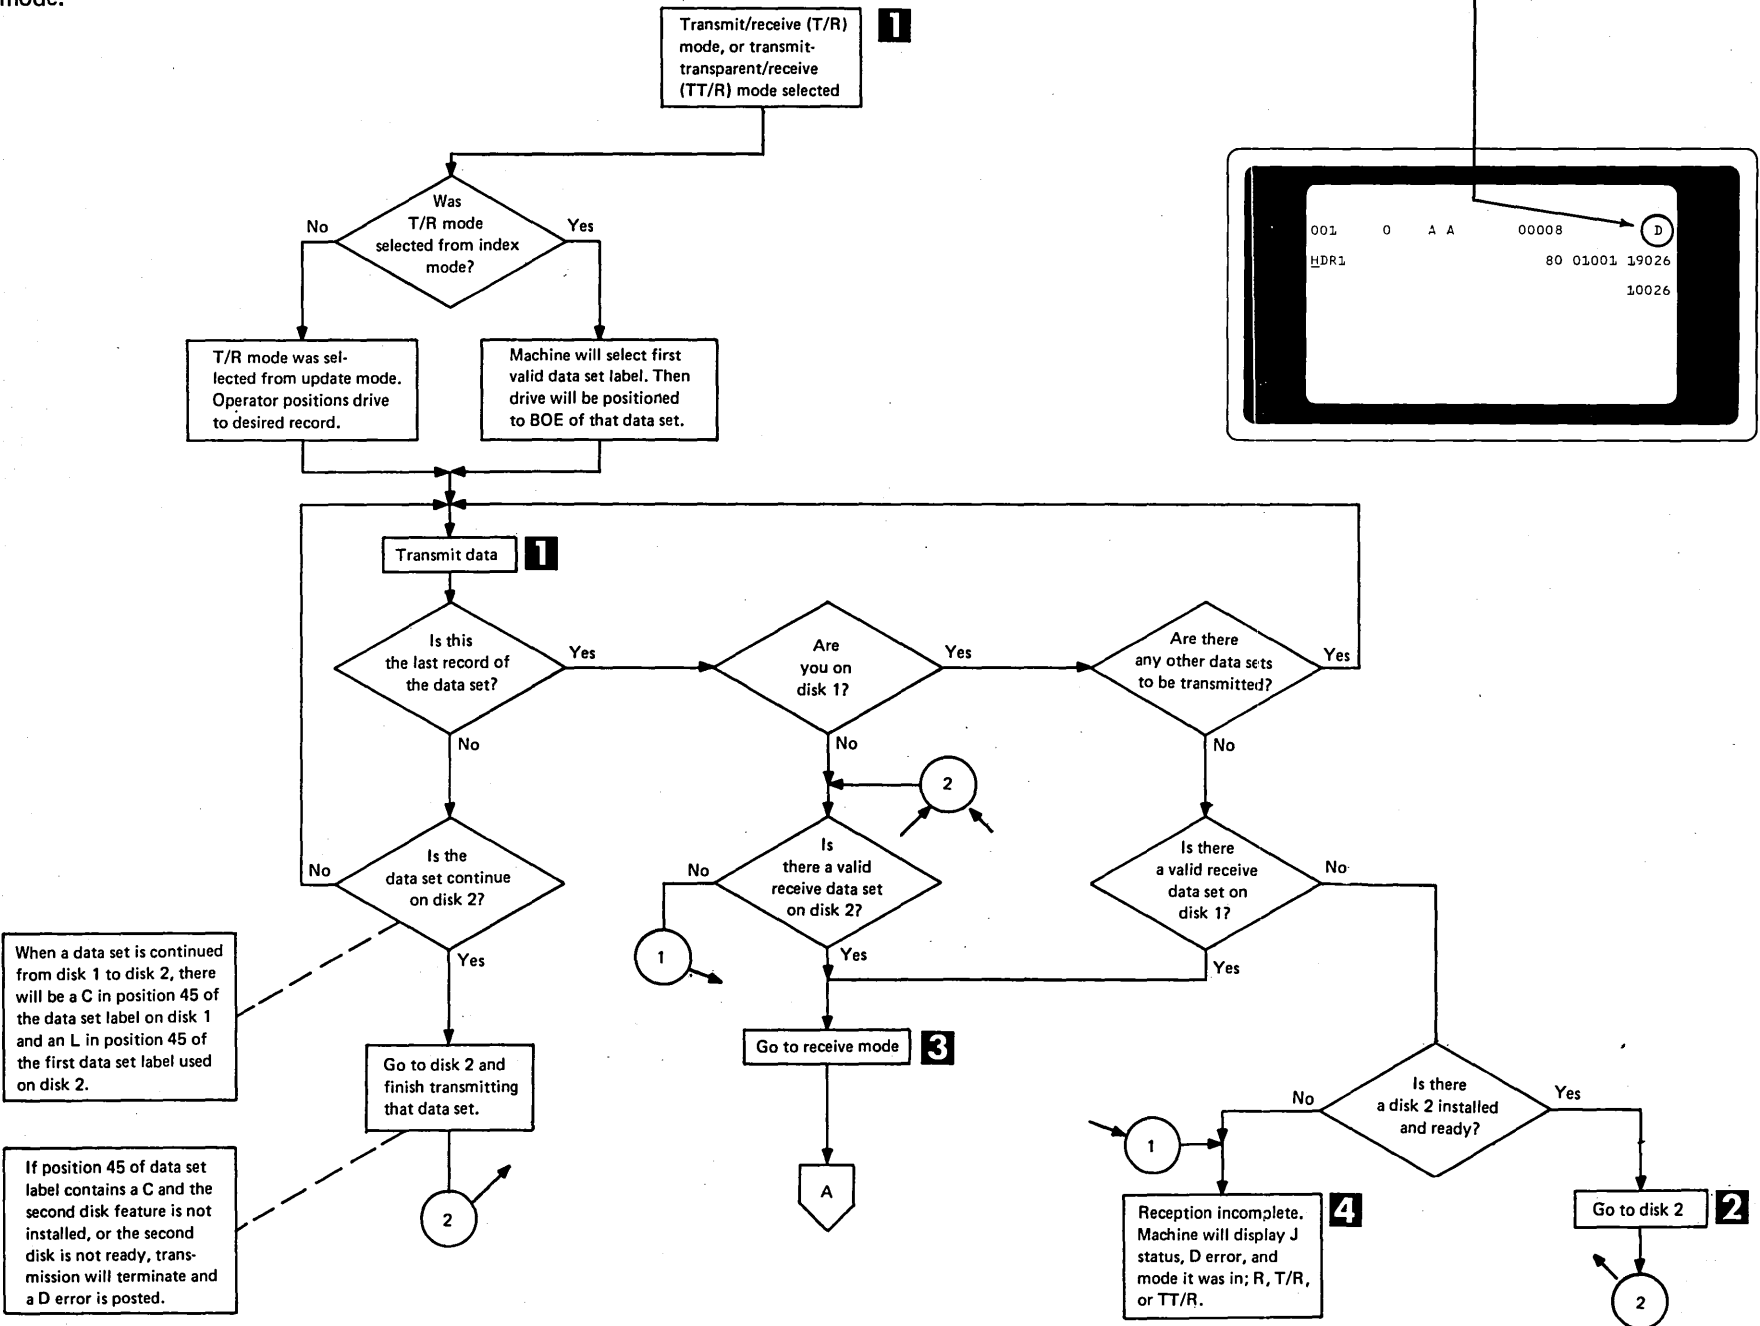 mode.
Transmit/receive (T/R)
mode, or transmit-
transparent/receive
(TT/R) mode selected
1
Was
T/R mode
selected from index
mode?
No
Yes
T/R mode was sel-
lected from update mode.
Operator positions drive
to desired record.
Machine will select first
valid data set label. Then
drive will be positioned
to BOE of that data set.
001 0 A A 00008 D
HDR1 80 01001 19026
10026
Transmit data
1
Is this
the last record of
the data set?
Yes
No
Are
you on
disk 1?
Yes
No
Are there
any other data sets
to be transmitted?
Yes
No
2
Is the
data set continue
on disk 2?
No
Yes
Is
there a valid
receive data set
on disk 2?
No
Yes
1
Is there
a valid receive
data set on
disk 1?
No
Yes
When a data set is continued
from disk 1 to disk 2, there
will be a C in position 45 of
the data set label on disk 1
and an L in position 45 of
the first data set label used
on disk 2.
Go to disk 2 and
finish transmitting
that data set.
Go to receive mode
3
Is there
a disk 2 installed
and ready?
No
Yes
1
If position 45 of data set
label contains a C and the
second disk feature is not
installed, or the second
disk is not ready, trans-
mission will terminate and
a D error is posted.
2
A
Reception incomplete.
Machine will display J
status, D error, and
mode it was in; R, T/R,
or TT/R.
4
Go to disk 2
2
2